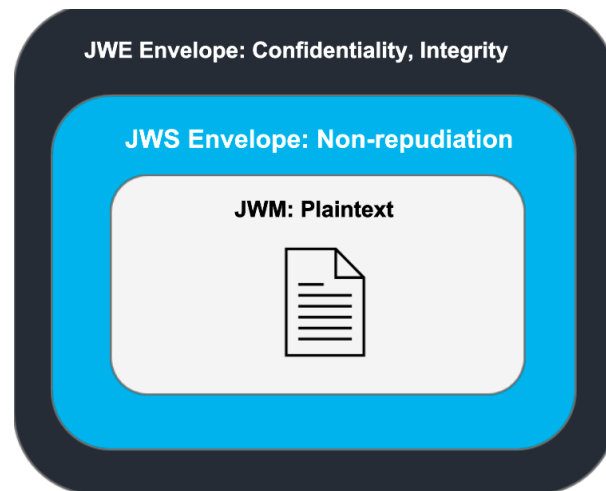 JWE Envelope: Confidentiality, Integrity
JWS Envelope: Non-repudiation
JWM: Plaintext